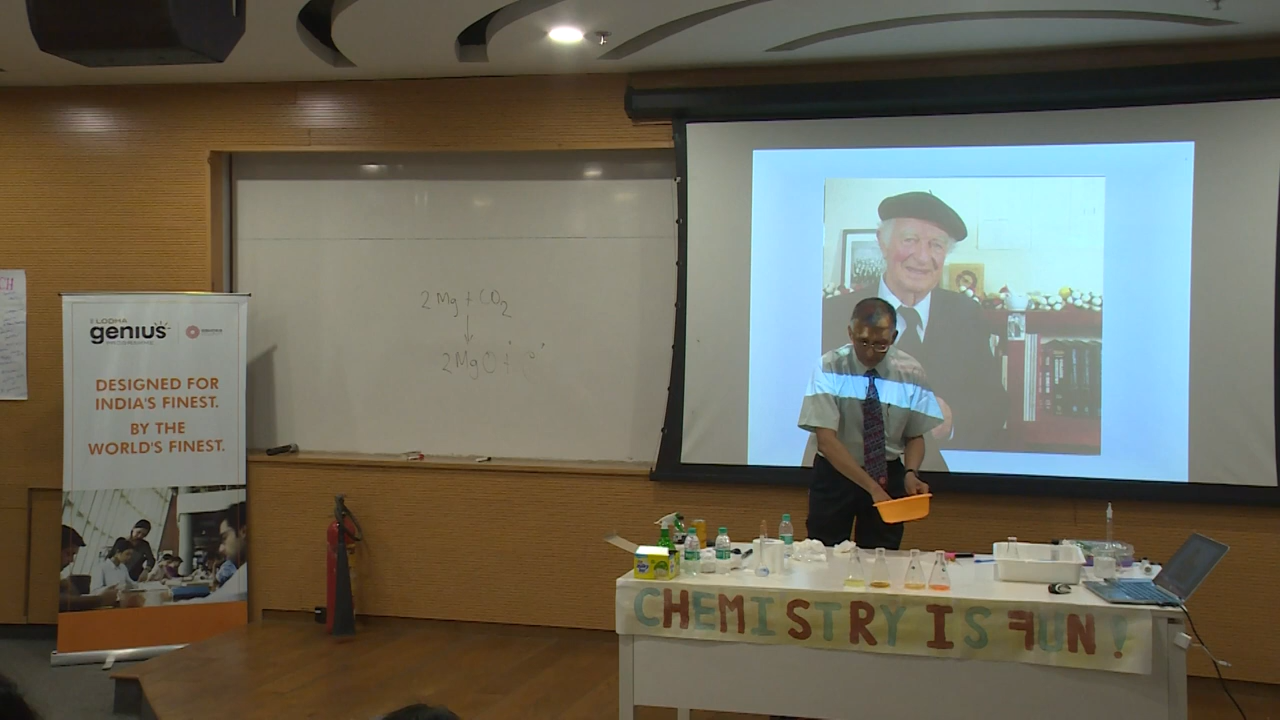 LODHA
genius
DESIGNED FOR
INDIA'S FINEST.
BY THE
WORLD'S FINEST.
2Mg + CO2
2MgO +
CHEMISTRY IS FUN!